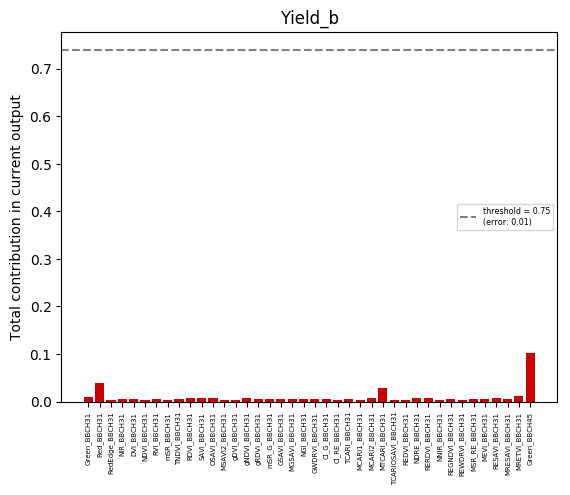 Yield_b
Total contribution in current output
0.7
0.6
0.5
0.4
0.3
0.2
0.1
0.0
threshold = 0.75
(error: 0.01)
Green_BBCH31
Red_BBCH31
RedEdge_BBCH31
NIR_BBCH31
DVI_BBCH31
NDVI_BBCH31
RVI_BBCH31
mSR_BBCH31
TNDVI_BBCH31
RDVI_BBCH31
SAVI_BBCH31
OSAVI_BBCH31
MSAVI2_BBCH31
gDVI_BBCH31
gNDVI_BBCH31
gRDVI_BBCH31
mSR_G_BBCH31
GSAVI_BBCH31
MGSAVI_BBCH31
NGI_BBCH31
GWDRVI_BBCH31
CI_G_BBCH31
CI_RE_BBCH31
TCARI_BBCH31
MCARI1_BBCH31
MCARI2_BBCH31
MTCARI_BBCH31
TCARIOSAVI_BBCH31
REDVI_BBCH31
NDRE_BBCH31
RERDVI_BBCH31
NNIR_BBCH31
REGNDVI_BBCH31
REWDRVI_BBCH31
MSR_RE_BBCH31
MEVI_BBCH31
RESAVI_BBCH31
MRESAVI_BBCH31
MRETVI_BBCH31
Green_BBCH45